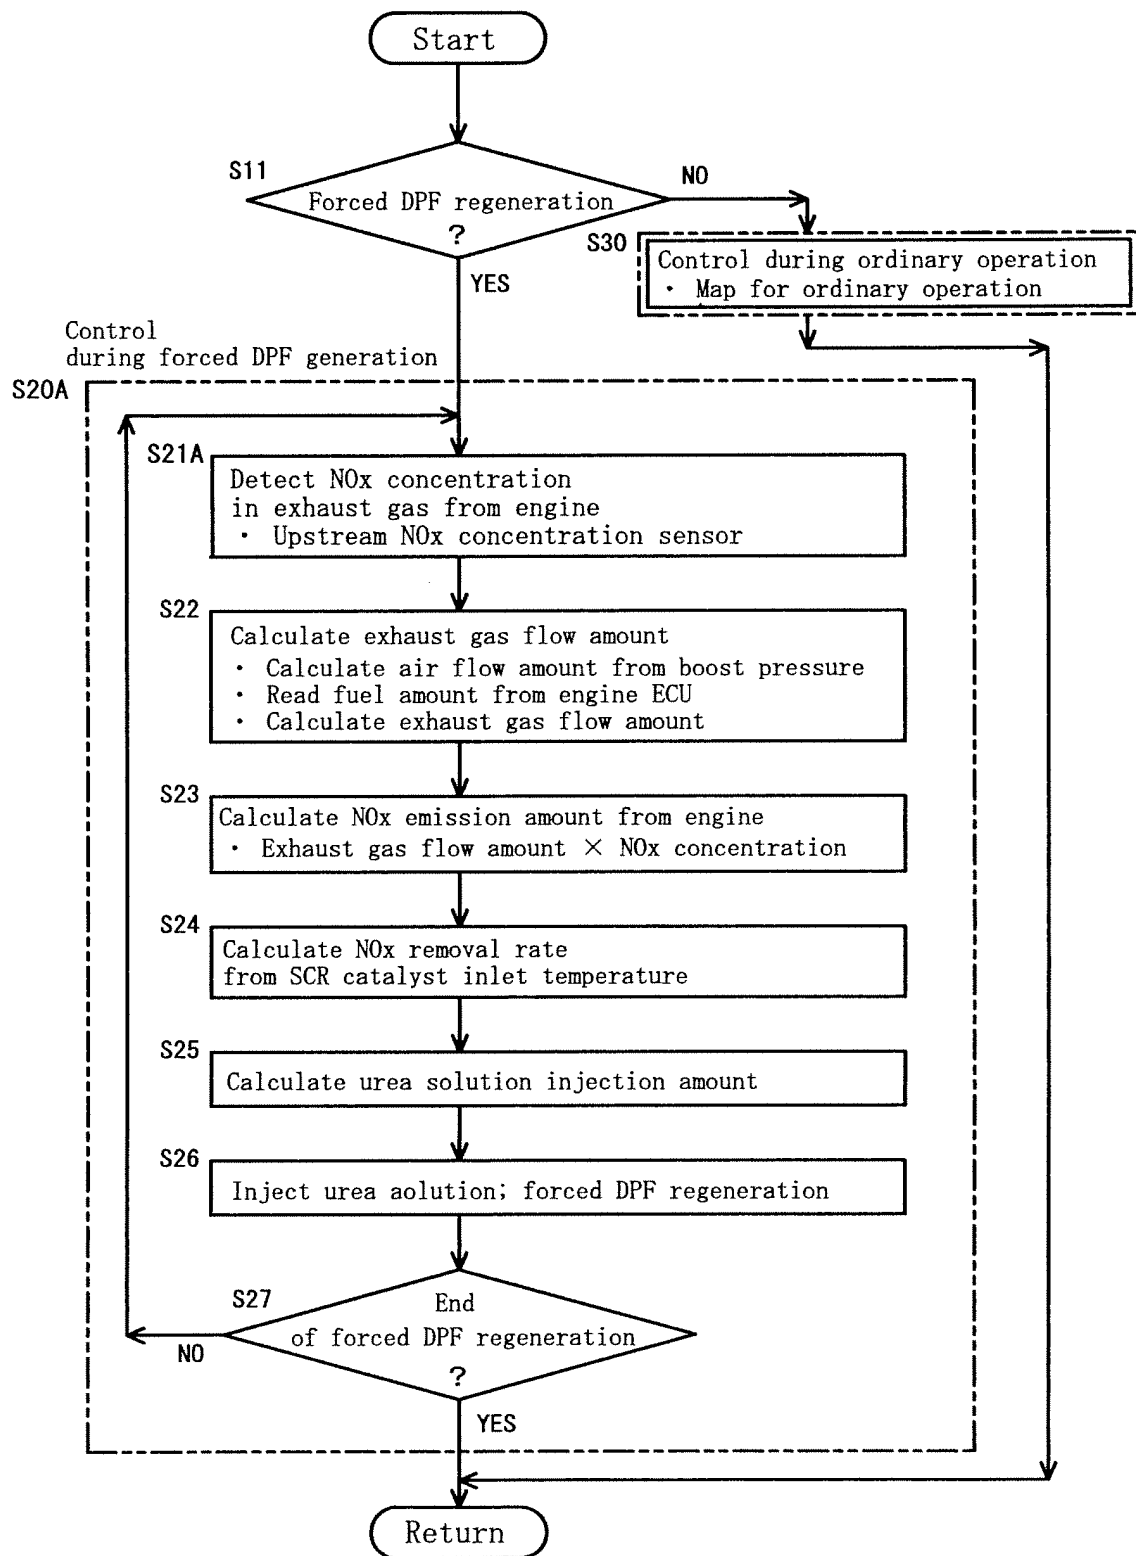 Start
S11
Forced DPF regeneration
?
NO
YES
S30
Control during ordinary operation
・ Map for ordinary operation
Control
during forced DPF generation
S20A
S21A
Detect NOx concentration
in exhaust gas from engine
・ Upstream NOx concentration sensor
S22
Calculate exhaust gas flow amount
・ Calculate air flow amount from boost pressure
・ Read fuel amount from engine ECU
・ Calculate exhaust gas flow amount
S23
Calculate NOx emission amount from engine
・ Exhaust gas flow amount × NOx concentration
S24
Calculate NOx removal rate
from SCR catalyst inlet temperature
S25
Calculate urea solution injection amount
S26
Inject urea aolution; forced DPF regeneration
S27
End
of forced DPF regeneration
?
NO
YES
Return